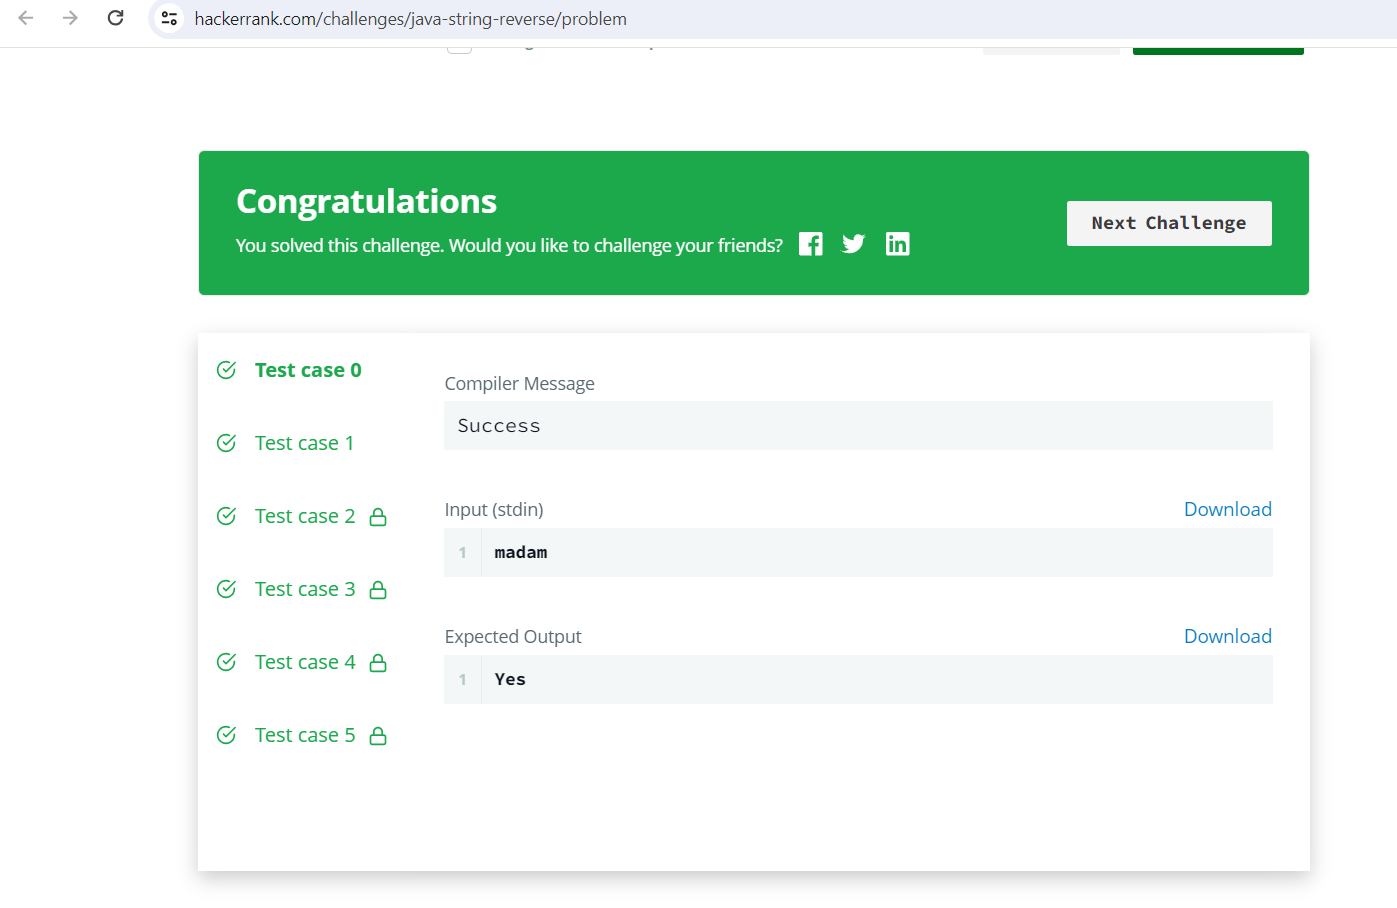 hackerrank.com/challenges/java-string-reverse/problem
Congratulations
You solved this challenge. Would you like to challenge your friends?
Next Challenge
Test case 0
Test case 1
Test case 2
Test case 3
Test case 4
Test case 5
Compiler Message
Success
Input (stdin)
Download
1 madam
Expected Output
Download
1 Yes